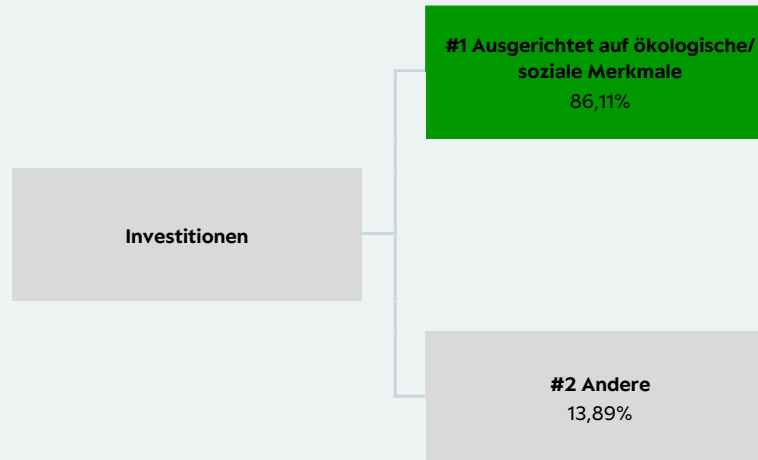 #1 Ausgerichtet auf ökologische/
soziale Merkmale
86,11%
Investitionen
#2 Andere
13,89%